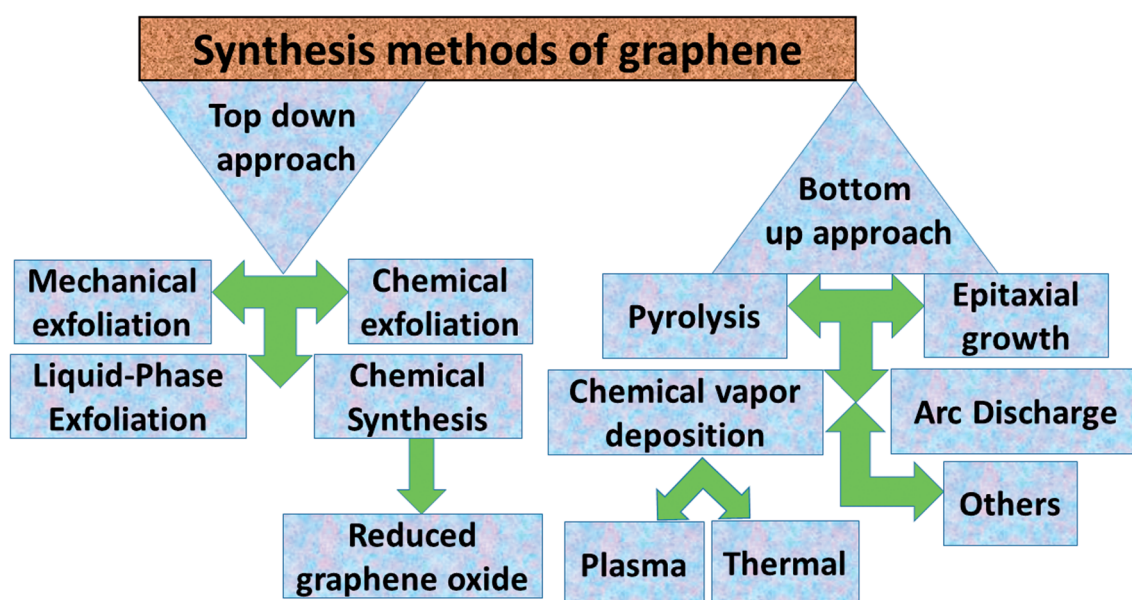 Synthesis methods of graphene
Top down
approach
Bottom
up approach
Mechanical
exfoliation
Chemical
exfoliation
Liquid-Phase
Exfoliation
Chemical
Synthesis
Reduced
graphene oxide
Pyrolysis
Epitaxial
growth
Chemical vapor
deposition
Arc Discharge
Others
Plasma
Thermal